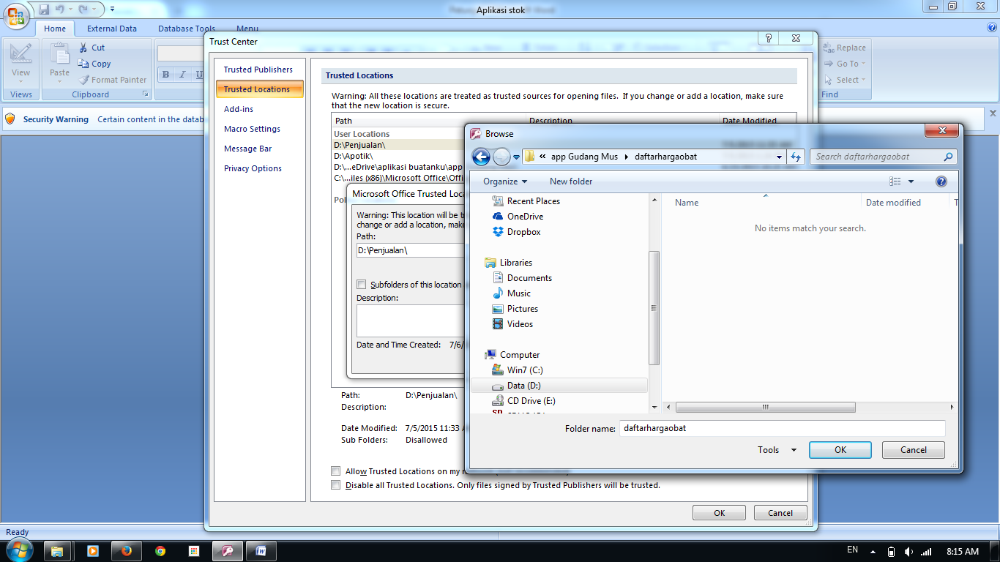 Aplikasi stok
Home External Data Database Tools Menu
View
Views
Paste
Cut
Copy
Format Painter
Clipboard
B I U
Replace
Go To
Select
Find
Security Warning Certain content in the datab
Trust Center
Trusted Publishers
Trusted Locations
Add-ins
Macro Settings
Message Bar
Privacy Options
Trusted Locations
Warning: All these locations are treated as trusted sources for opening files. If you change or add a location, make sure
that the new location is secure.
Path Description Date Modified
User Locations
D:\Penjualan\
D:\Apotik\
D:\...eDrive\aplikasi buatanku\app
C:\...iles (x86)\Microsoft Office\Offi
Pol
Microsoft Office Trusted Loca
Warning: This location will be tr
change or add a location, make
Path:
D:\Penjualan\
Subfolders of this location
Description:
Date and Time Created: 7/6/
Path: D:\Penjualan\
Description:
Date Modified: 7/5/2015 11:33 A
Sub Folders: Disallowed
Allow Trusted Locations on my
Disable all Trusted Locations. Only files signed by Trusted Publishers will be trusted.
OK Cancel
Browse
« app Gudang Mus daftarhargaobat
Search daftarhargaobat
Organize New folder
Recent Places
OneDrive
Dropbox
Libraries
Documents
Music
Pictures
Videos
Computer
Win7 (C:)
Data (D:)
CD Drive (E:)
Name Date modified T
No items match your search.
Folder name: daftarhargaobat
Tools OK Cancel
Ready
EN 8:15 AM